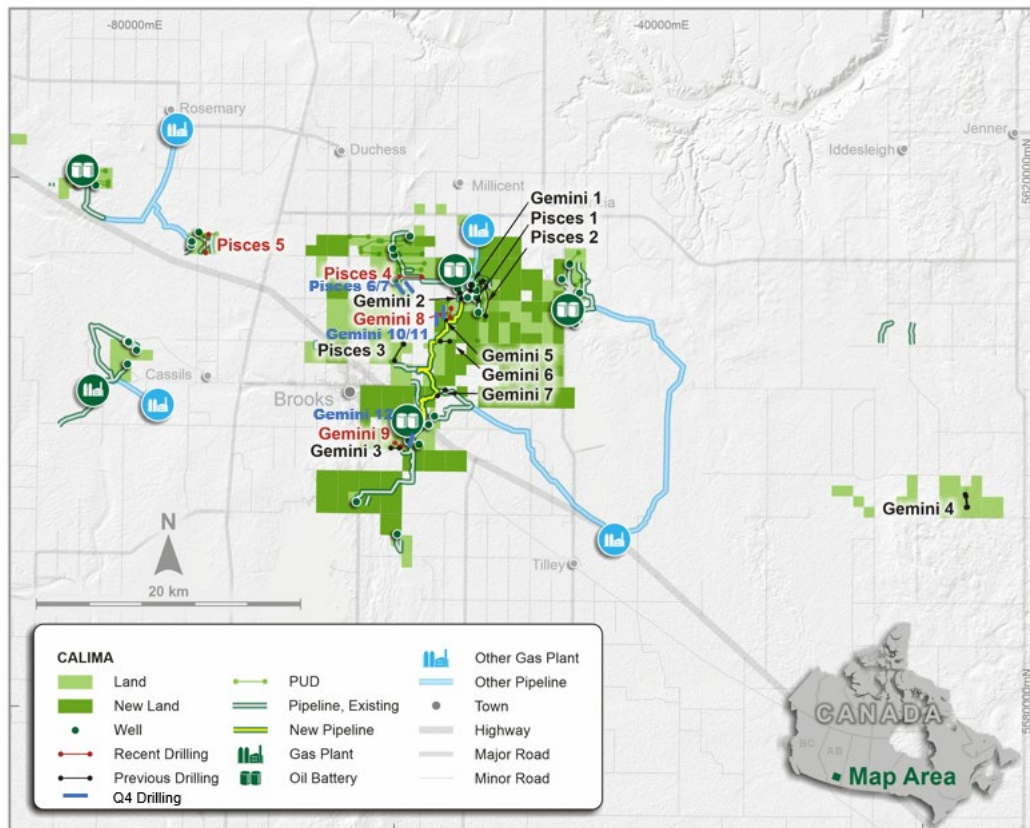 -80000mE
-40000mE
Rosemary
Jenner
Duchess
Iddesleigh
5620000mN
Millicent
Gemini 1
Pisces 1
Pisces 2
Pisces 5
Pisces 4
Pisces 6/7
Gemini 2
Gemini 8
Gemini 10/11
Pisces 3
Gemini 5
Gemini 6
Gemini 7
Cassils
Brooks
Gemini 12
Gemini 9
Gemini 3
Gemini 4
N
Tilley
20 km
CALIMA
Land
New Land
Well
Recent Drilling
Previous Drilling
Q4 Drilling
PUD
Pipeline, Existing
New Pipeline
Gas Plant
Oil Battery
Other Gas Plant
Other Pipeline
Town
Highway
Major Road
Minor Road
5580000mN
CANADA
BC
AB
Map Area